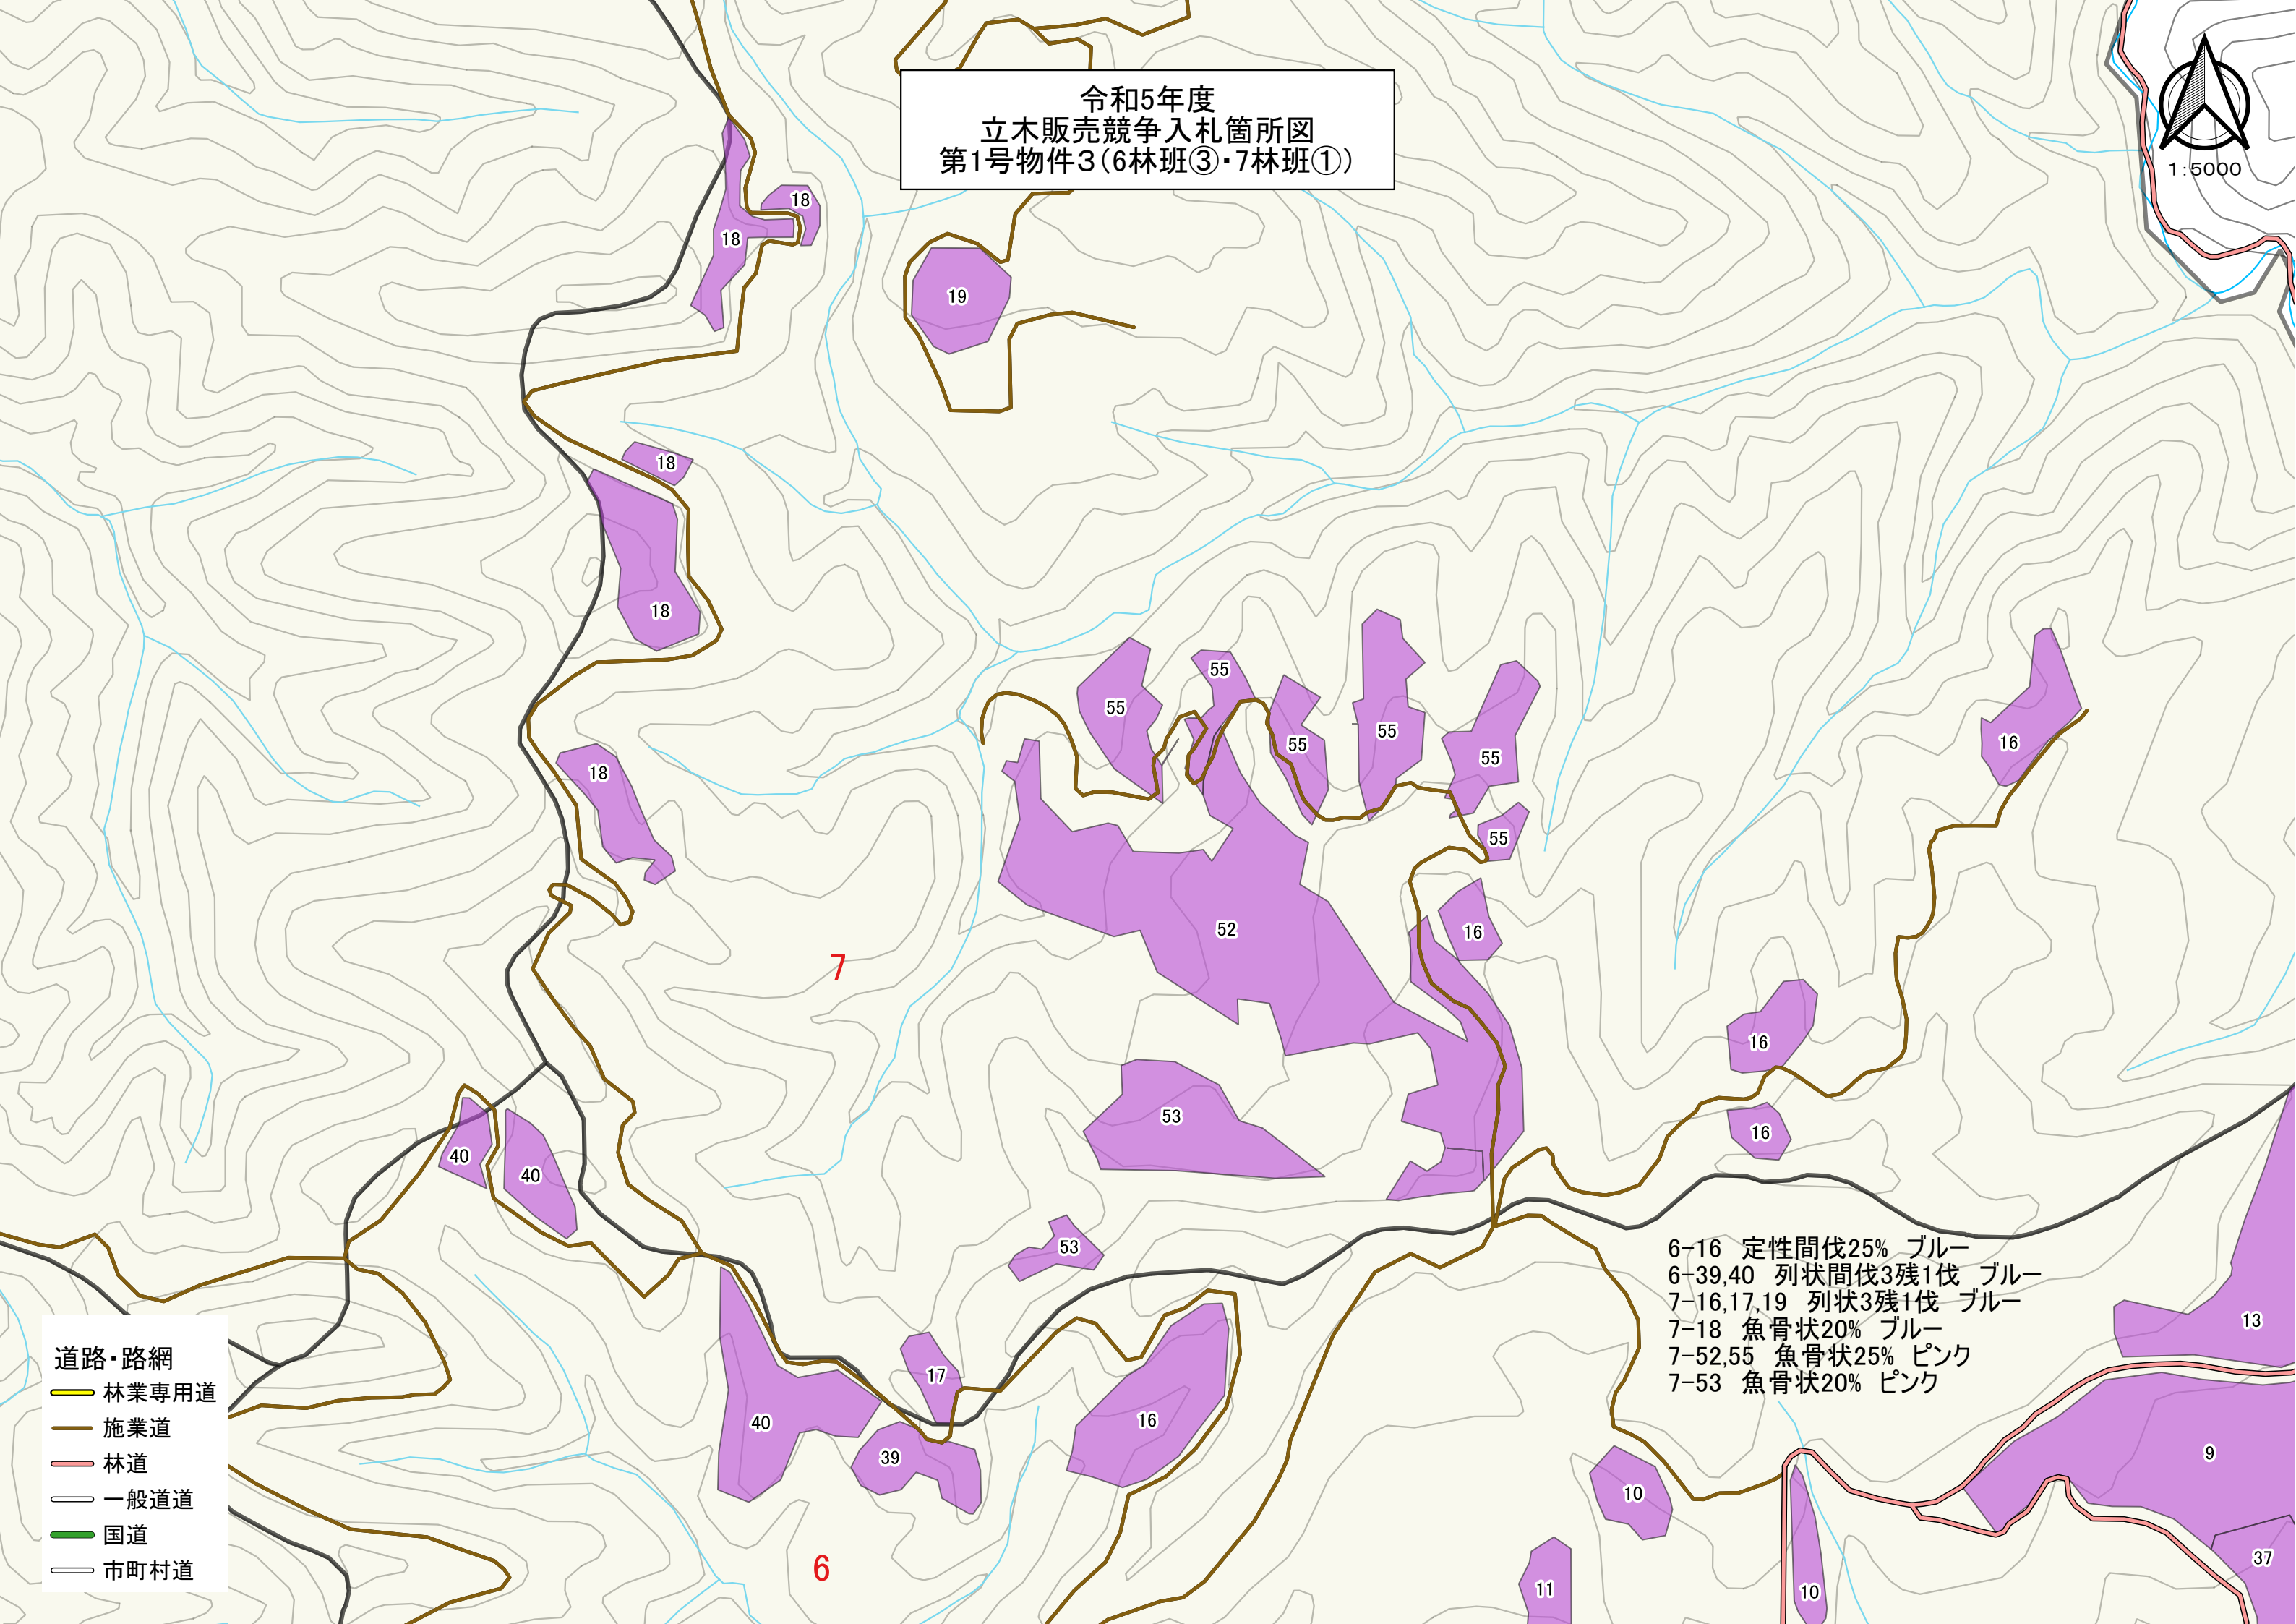 令和5年度
立木販売競争入札箇所図
第1号物件3（6林班③・7林班①）
1:5000
18
18
19
18
18
55
55
55
55
55
16
18
55
52
16
7
16
53
16
40
40
53
6-16　定性間伐25%　ブルー
6-39,40　列状間伐3残1伐　ブルー
7-16,17,19　列状3残1伐　ブルー
7-18　魚骨状20%　ブルー
7-52,55　魚骨状25%　ピンク
7-53　魚骨状20%　ピンク
13
17
40
16
39
9
10
6
11
10
37
道路・路網
林業専用道
施業道
林道
一般道道
国道
市町村道